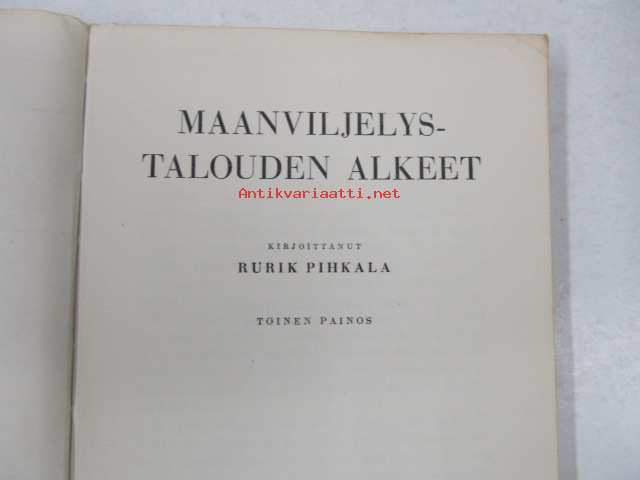 MAANVILJELYS-
TALOUDEN ALKEET
Antikvariaatti.net
KIRJOITTANUT
RURIK PIHKALA
TOINEN PAINOS